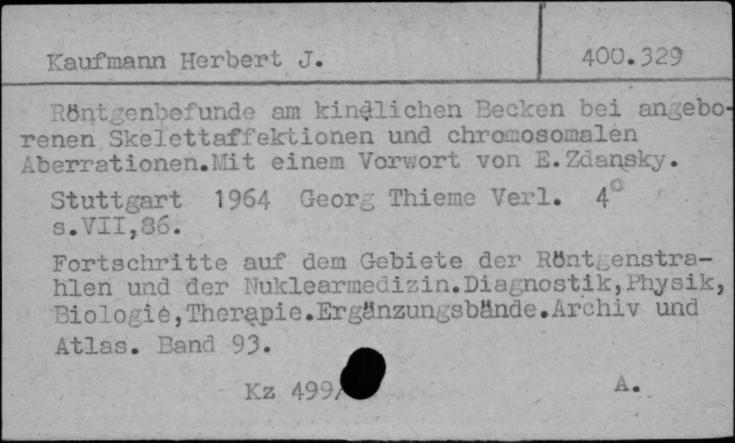 Kaufmann Herbert J. 400.329
Röntgenbefunde am kindlichen Becken bei angebo-
renen Skelettaffektionen und chromosomalen
Aberrationen.Mit einem Vorwort von E.Zdansky.
Stuttgart 1964 Georg Thieme Verl. 4°
s.VII,86.
Fortschritte auf dem Gebiete der Röntgenstra-
hlen und der Nuklearmedizin.Diagnostik,Physik,
Biologie,Therapie.Ergänzungsbände.Archiv und
Atlas. Band 93.
Kz 499/ A.